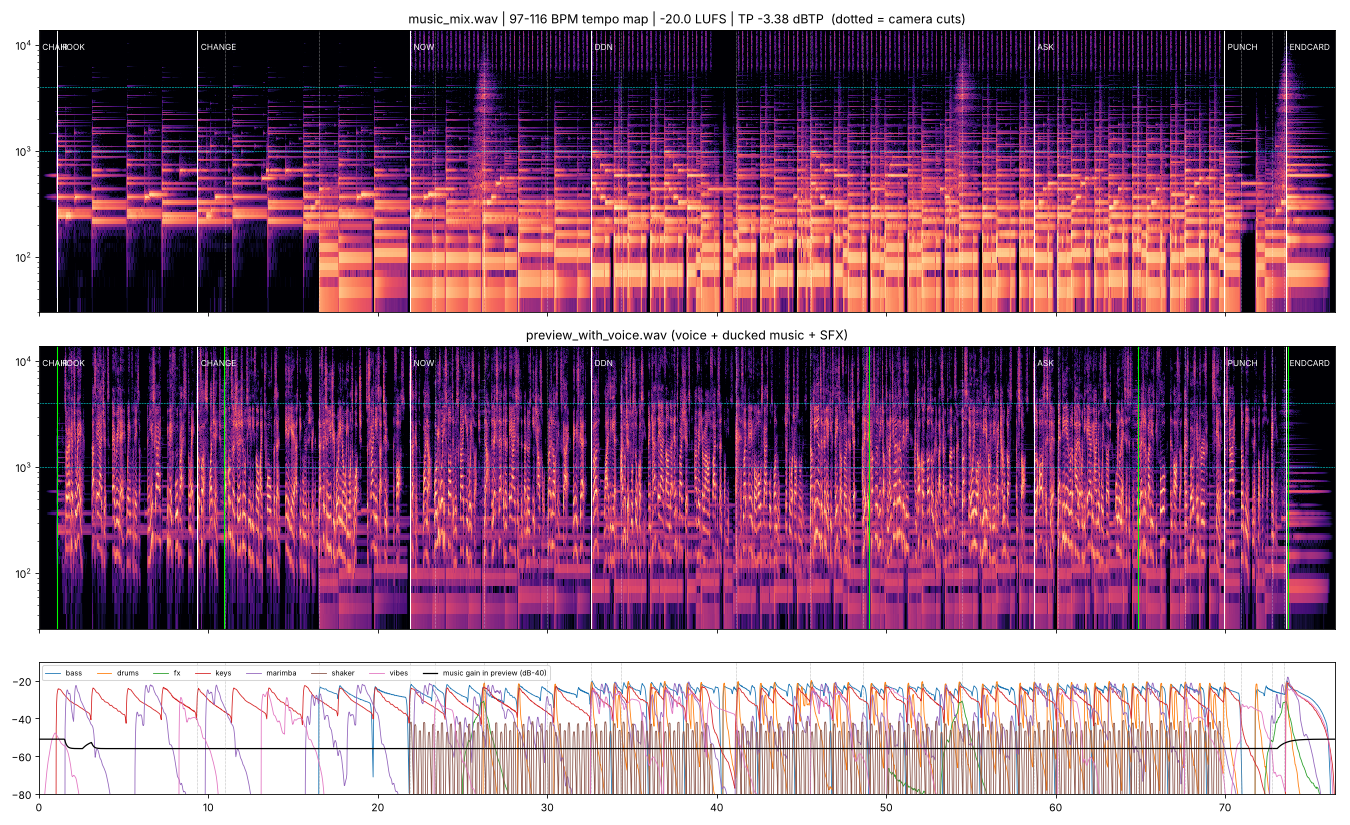 music_mix.wav | 97-116 BPM tempo map | -20.0 LUFS | TP -3.38 dBTP (dotted = camera cuts)
10⁴
10³
10²
CHAIR HOOK CHANGE NOW DDN ASK PUNCH ENDCARD
preview_with_voice.wav (voice + ducked music + SFX)
10⁴
10³
10²
CHAIR HOOK CHANGE NOW DDN ASK PUNCH ENDCARD
bass drums fx keys marimba shaker vibes music gain in preview (dB-40)
−20
−40
−60
−80
0 10 20 30 40 50 60 70